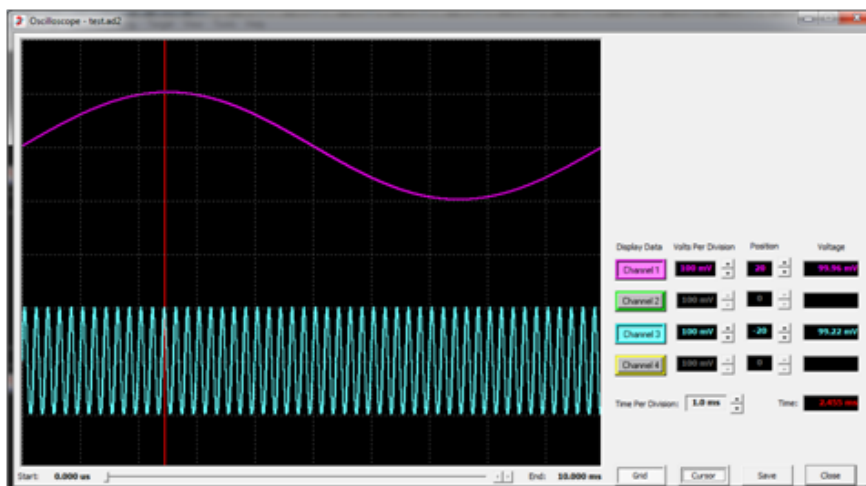 Oscilloscope - test.ad2
Display Data Volts Per Division Position Voltage
Channel 1 100 mV 20 99.96 mV
Channel 2 100 mV 0
Channel 3 100 mV -20 99.22 mV
Channel 4 100 mV 0
Time Per Division: 1.0 ms Time:
Start: 0.000 us End: 10.000 ms Grid Cursor Save Close